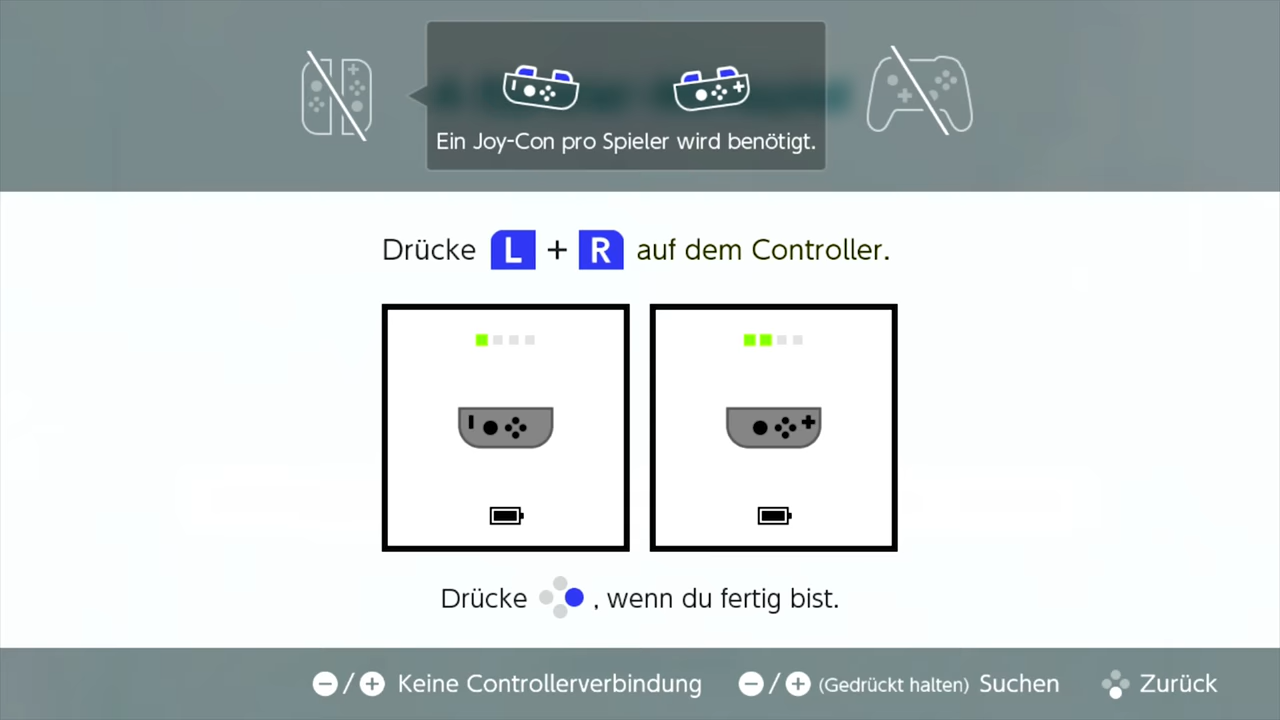 Ein Joy-Con pro Spieler wird benötigt.
Drücke L + R auf dem Controller.
Drücke , wenn du fertig bist.
−/+ Keine Controllerverbindung −/+ (Gedrückt halten) Suchen Zurück